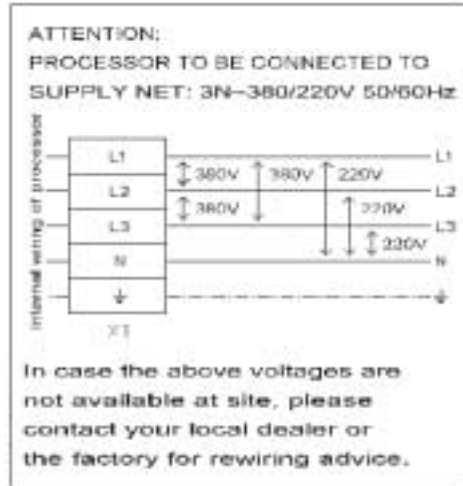 ATTENTION:
PROCESSOR TO BE CONNECTED TO
SUPPLY NET: 3N~380/220V 50/60Hz
Internal wiring of processor
L1 380V 380V 220V L1
L2 L2
380V 220V
L3 L3
220V
N N
X1
In case the above voltages are
not available at site, please
contact your local dealer or
the factory for rewiring advice.